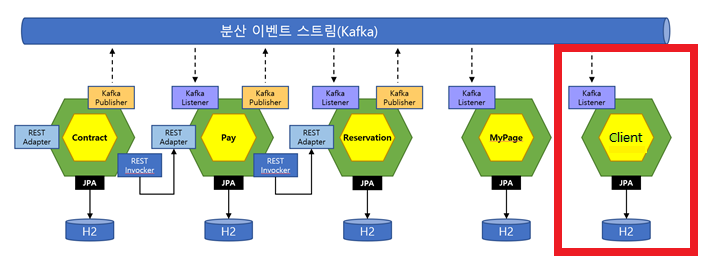 분산 이벤트 스트림(Kafka)
Kafka
Publisher
Kafka
Listener
Kafka
Publisher
Kafka
Listener
Kafka
Publisher
Kafka
Listener
Kafka
Listener
REST
Adapter
Contract
REST
Adapter
Pay
REST
Adapter
Reservation
MyPage
Client
REST
Invocker
REST
Invocker
JPA
JPA
JPA
JPA
JPA
H2
H2
H2
H2
H2